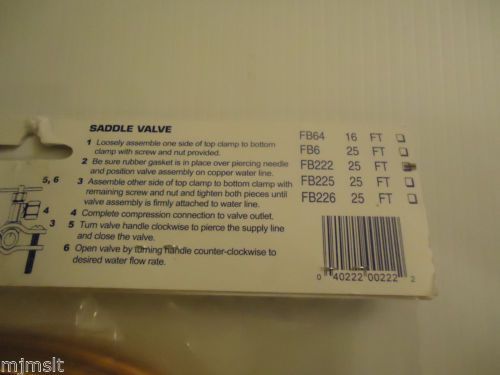 SADDLE VALVE
1 Loosely assemble one side of top clamp to bottom
clamp with screw and nut provided.
2 Be sure rubber gasket is in place over piercing needle
and position valve assembly on copper water line.
3 Assemble other side of top clamp to bottom clamp with
remaining screw and nut and tighten both pieces until
valve assembly is firmly attached to water line.
4 Complete compression connection to valve outlet.
5 Turn valve handle clockwise to pierce the supply line
and close the valve.
6 Open valve by turning handle counter-clockwise to
desired water flow rate.
5, 6
4
3
FB64 16 FT
FB6 25 FT
FB222 25 FT
FB225 25 FT
FB226 25 FT
0 40222 00222 2
mjmslt